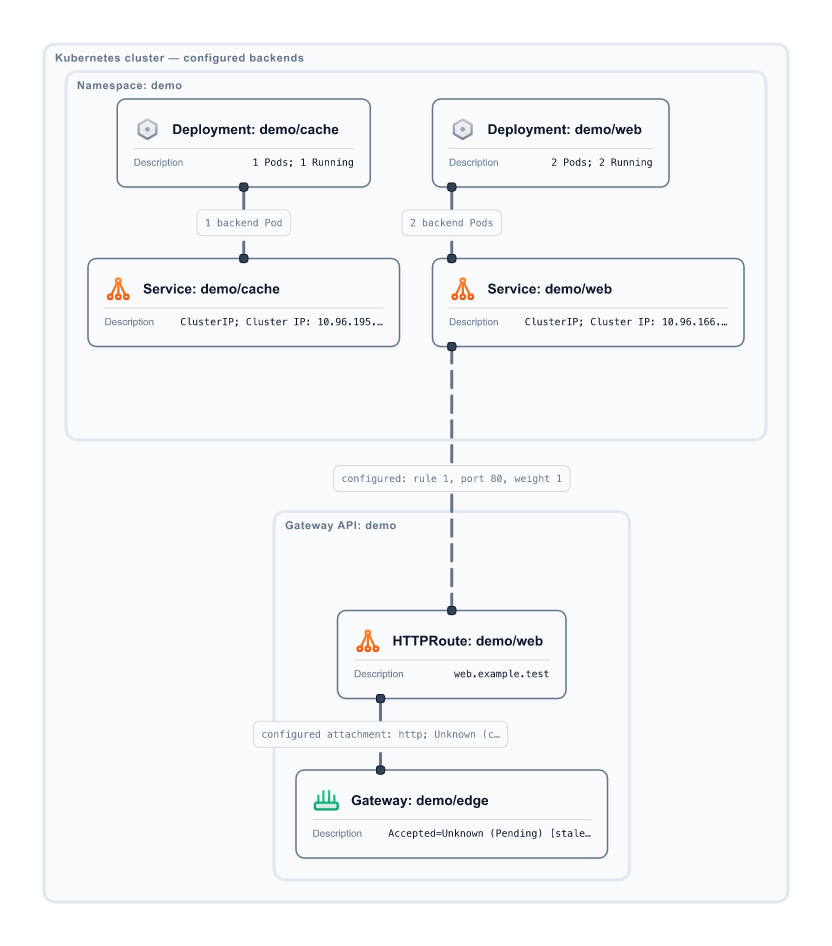 Kubernetes cluster — configured backends
Namespace: demo
Deployment: demo/cache
Description 1 Pods; 1 Running
Deployment: demo/web
Description 2 Pods; 2 Running
1 backend Pod
2 backend Pods
Service: demo/cache
Description ClusterIP; Cluster IP: 10.96.195.…
Service: demo/web
Description ClusterIP; Cluster IP: 10.96.166.…
configured: rule 1, port 80, weight 1
Gateway API: demo
HTTPRoute: demo/web
Description web.example.test
configured attachment: http; Unknown (c…
Gateway: demo/edge
Description Accepted=Unknown (Pending) [stale…